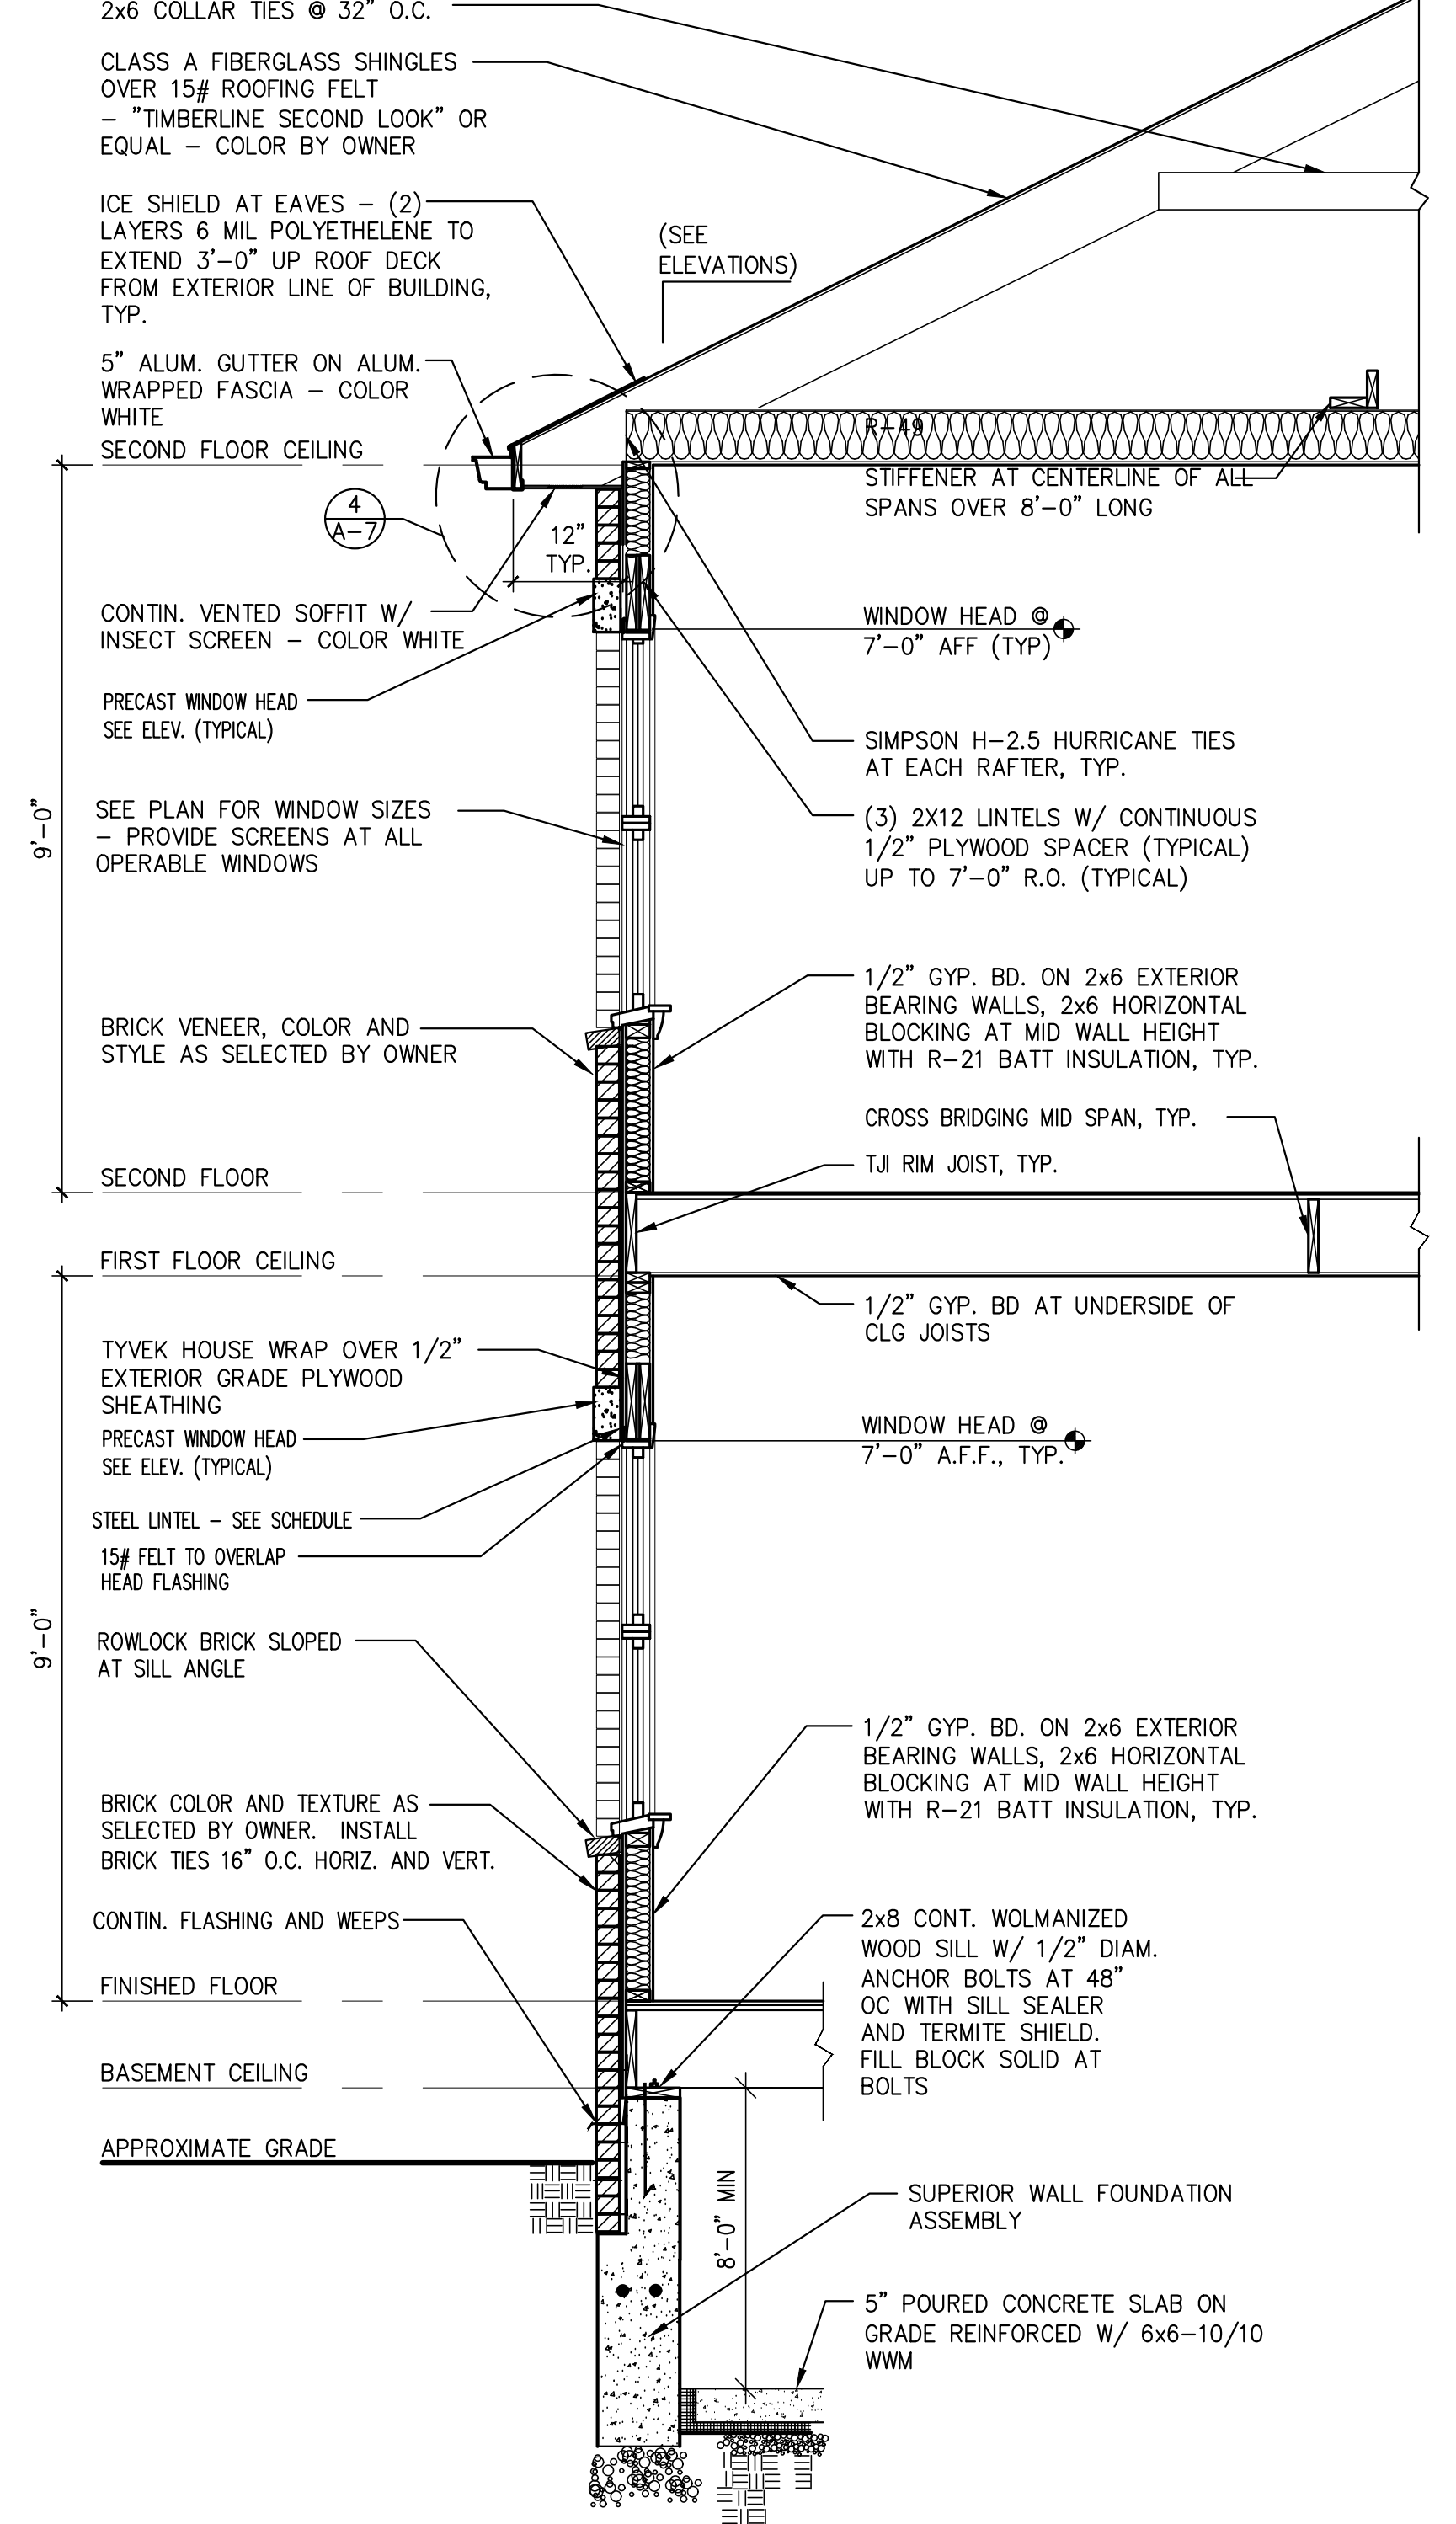 2x6 COLLAR TIES @ 32" O.C.
CLASS A FIBERGLASS SHINGLES
OVER 15# ROOFING FELT
– "TIMBERLINE SECOND LOOK" OR
EQUAL – COLOR BY OWNER
ICE SHIELD AT EAVES – (2)
LAYERS 6 MIL POLYETHELENE TO
EXTEND 3'–0" UP ROOF DECK
FROM EXTERIOR LINE OF BUILDING,
TYP.
(SEE
ELEVATIONS)
5" ALUM. GUTTER ON ALUM.
WRAPPED FASCIA – COLOR
WHITE
SECOND FLOOR CEILING
R–49
STIFFENER AT CENTERLINE OF ALL
SPANS OVER 8'–0" LONG
4
A–7
12"
TYP.
CONTIN. VENTED SOFFIT W/
INSECT SCREEN – COLOR WHITE
WINDOW HEAD @
7'–0" AFF (TYP)
PRECAST WINDOW HEAD
SEE ELEV. (TYPICAL)
SIMPSON H–2.5 HURRICANE TIES
AT EACH RAFTER, TYP.
9'–0"
SEE PLAN FOR WINDOW SIZES
– PROVIDE SCREENS AT ALL
OPERABLE WINDOWS
(3) 2X12 LINTELS W/ CONTINUOUS
1/2" PLYWOOD SPACER (TYPICAL)
UP TO 7'–0" R.O. (TYPICAL)
1/2" GYP. BD. ON 2x6 EXTERIOR
BEARING WALLS, 2x6 HORIZONTAL
BLOCKING AT MID WALL HEIGHT
WITH R–21 BATT INSULATION, TYP.
BRICK VENEER, COLOR AND
STYLE AS SELECTED BY OWNER
CROSS BRIDGING MID SPAN, TYP.
TJI RIM JOIST, TYP.
SECOND FLOOR
FIRST FLOOR CEILING
1/2" GYP. BD AT UNDERSIDE OF
CLG JOISTS
TYVEK HOUSE WRAP OVER 1/2"
EXTERIOR GRADE PLYWOOD
SHEATHING
PRECAST WINDOW HEAD
SEE ELEV. (TYPICAL)
WINDOW HEAD @
7'–0" A.F.F., TYP.
STEEL LINTEL – SEE SCHEDULE
15# FELT TO OVERLAP
HEAD FLASHING
9'–0"
ROWLOCK BRICK SLOPED
AT SILL ANGLE
1/2" GYP. BD. ON 2x6 EXTERIOR
BEARING WALLS, 2x6 HORIZONTAL
BLOCKING AT MID WALL HEIGHT
WITH R–21 BATT INSULATION, TYP.
BRICK COLOR AND TEXTURE AS
SELECTED BY OWNER. INSTALL
BRICK TIES 16" O.C. HORIZ. AND VERT.
CONTIN. FLASHING AND WEEPS
2x8 CONT. WOLMANIZED
WOOD SILL W/ 1/2" DIAM.
ANCHOR BOLTS AT 48"
OC WITH SILL SEALER
AND TERMITE SHIELD.
FILL BLOCK SOLID AT
BOLTS
FINISHED FLOOR
BASEMENT CEILING
APPROXIMATE GRADE
8'–0" MIN
SUPERIOR WALL FOUNDATION
ASSEMBLY
5" POURED CONCRETE SLAB ON
GRADE REINFORCED W/ 6x6–10/10
WWM